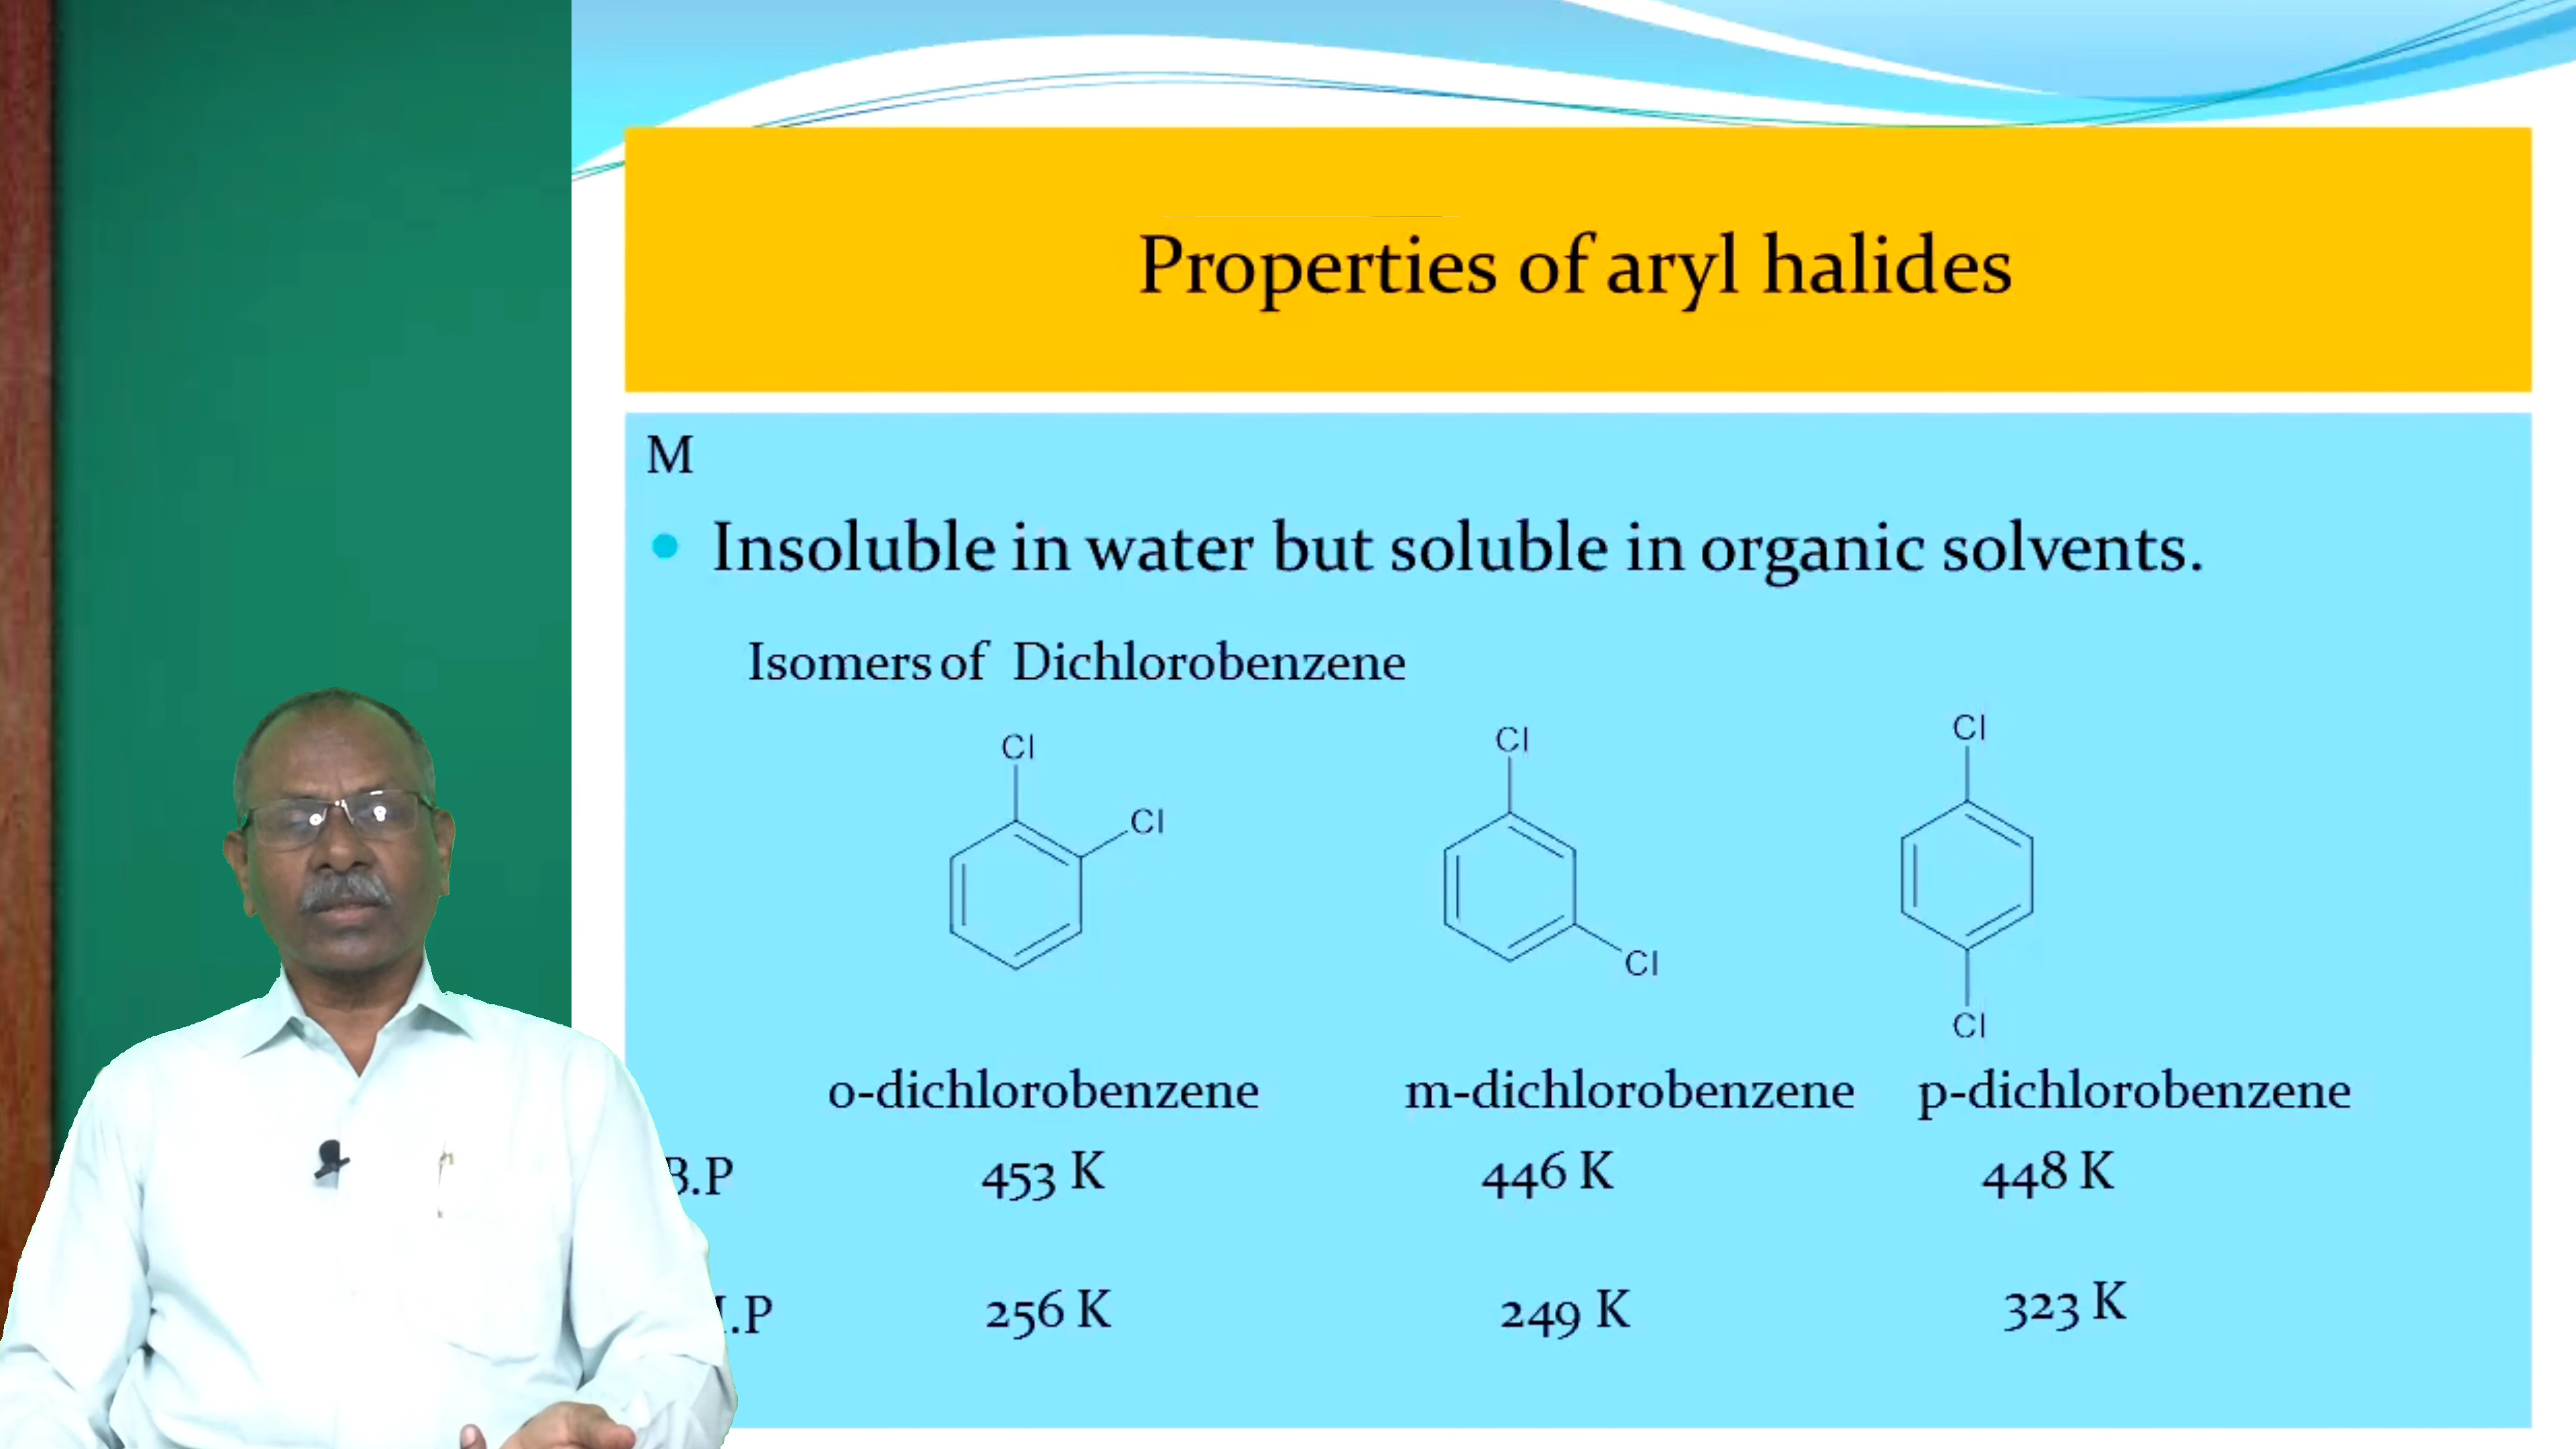 Properties of aryl halides
M
• Insoluble in water but soluble in organic solvents.
Isomers of Dichlorobenzene
Cl Cl Cl
Cl Cl Cl
o-dichlorobenzene m-dichlorobenzene p-dichlorobenzene
B.P 453 K 446 K 448 K
.P 256 K 249 K 323 K